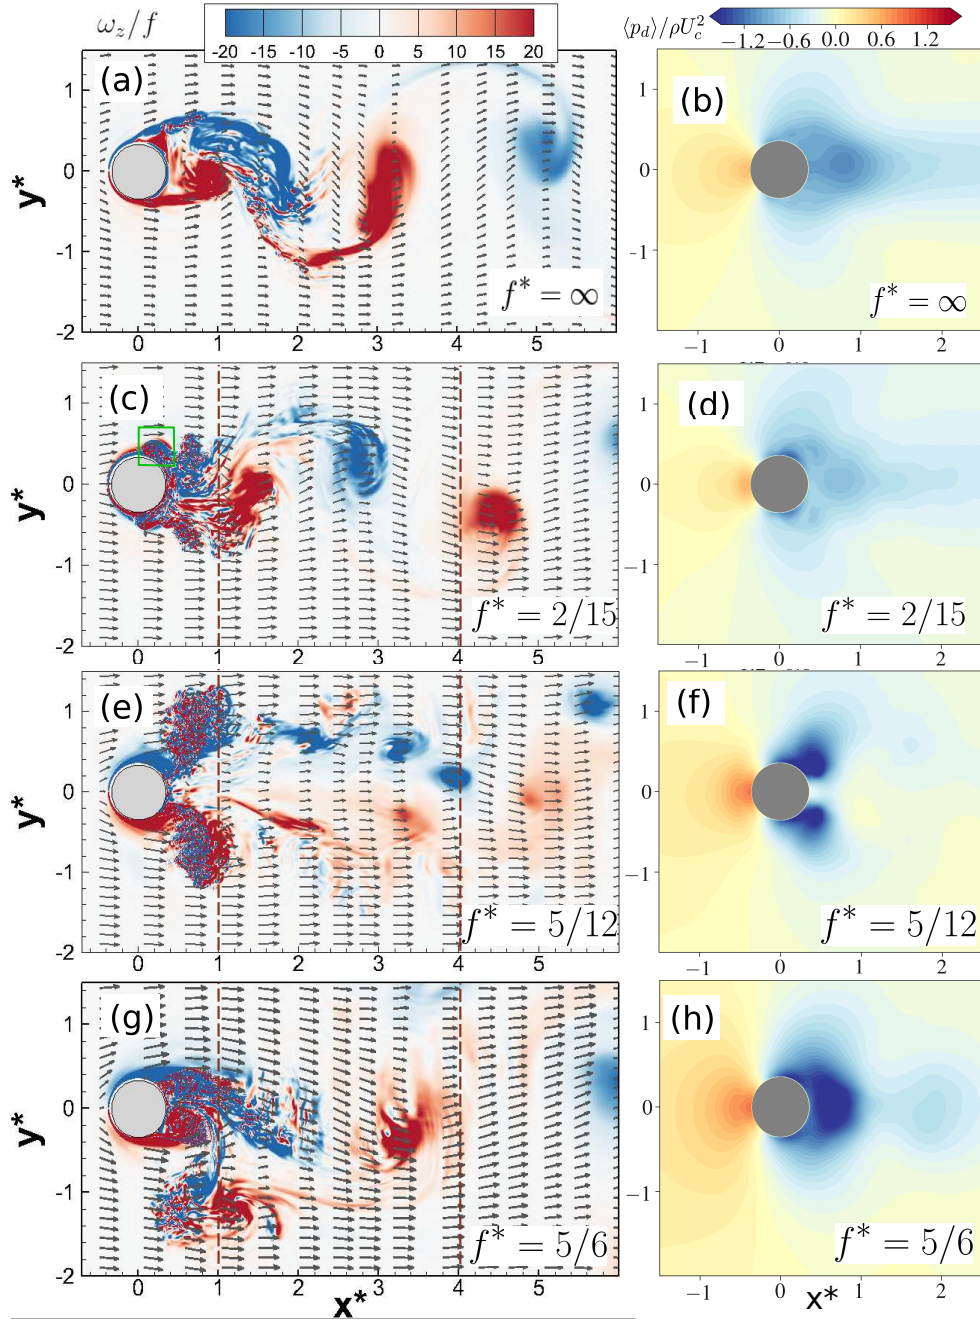 ω_z/f
-20 -15 -10 -5 0 5 10 15 20
⟨p_d⟩/ρU_c^2
−1.2 −0.6 0.0 0.6 1.2
(a)
y*
1
0
-1
-2
f* = ∞
0 1 2 3 4 5
(b)
1
0
-1
f* = ∞
−1 0 1 2
(c)
y*
1
0
-1
-2
f* = 2/15
0 1 2 3 4 5
(d)
1
0
−1
f* = 2/15
−1 0 1 2
(e)
y*
1
0
-1
-2
f* = 5/12
0 1 2 3 4 5
(f)
1
0
−1
f* = 5/12
−1 0 1 2
(g)
y*
1
0
-1
-2
f* = 5/6
0 1 2 3 4 5
x*
(h)
1
0
−1
f* = 5/6
−1 0 1 2
x*